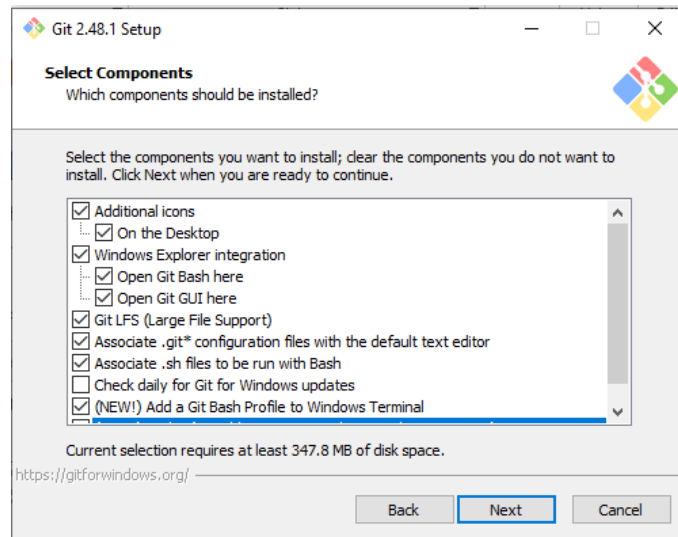 Git 2.48.1 Setup
Select Components
Which components should be installed?
Select the components you want to install; clear the components you do not want to
install. Click Next when you are ready to continue.
Additional icons
On the Desktop
Windows Explorer integration
Open Git Bash here
Open Git GUI here
Git LFS (Large File Support)
Associate .git* configuration files with the default text editor
Associate .sh files to be run with Bash
Check daily for Git for Windows updates
(NEW!) Add a Git Bash Profile to Windows Terminal
Current selection requires at least 347.8 MB of disk space.
https://gitforwindows.org/
Back Next Cancel